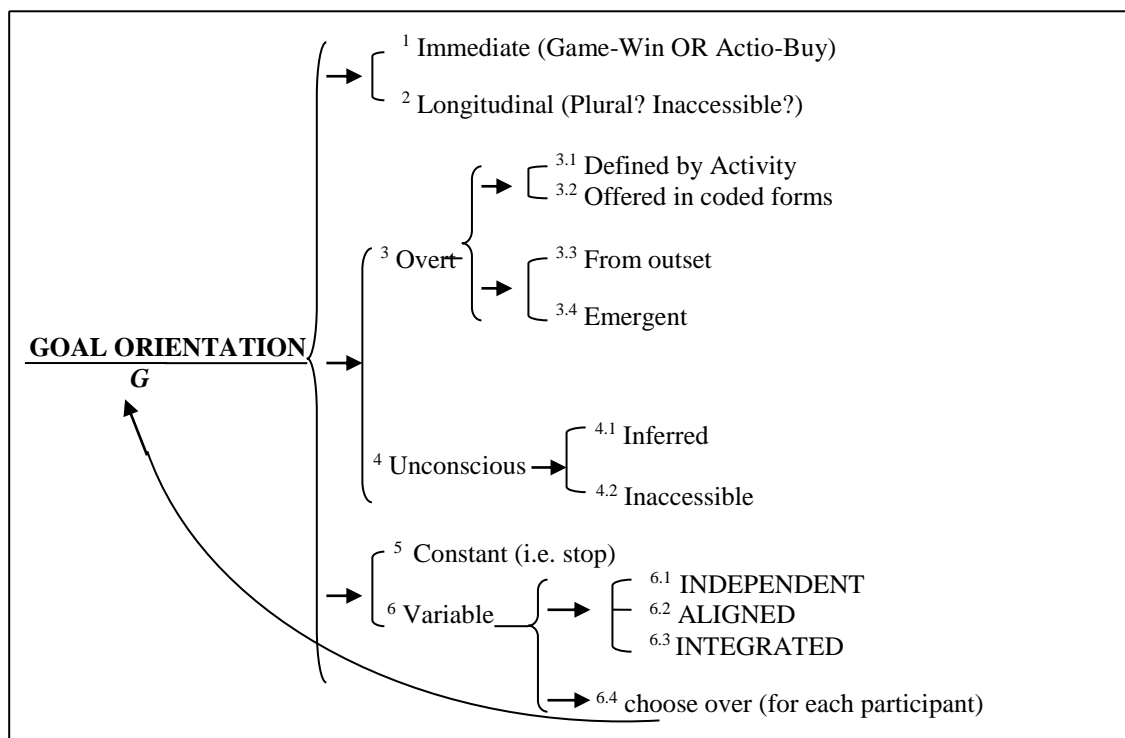 1 Immediate (Game-Win OR Actio-Buy)
2 Longitudinal (Plural? Inaccessible?)
3.1 Defined by Activity
3.2 Offered in coded forms
3 Overt
3.3 From outset
3.4 Emergent
GOAL ORIENTATION
G
4.1 Inferred
4 Unconscious
4.2 Inaccessible
5 Constant (i.e. stop)
6.1 INDEPENDENT
6 Variable
6.2 ALIGNED
6.3 INTEGRATED
6.4 choose over (for each participant)